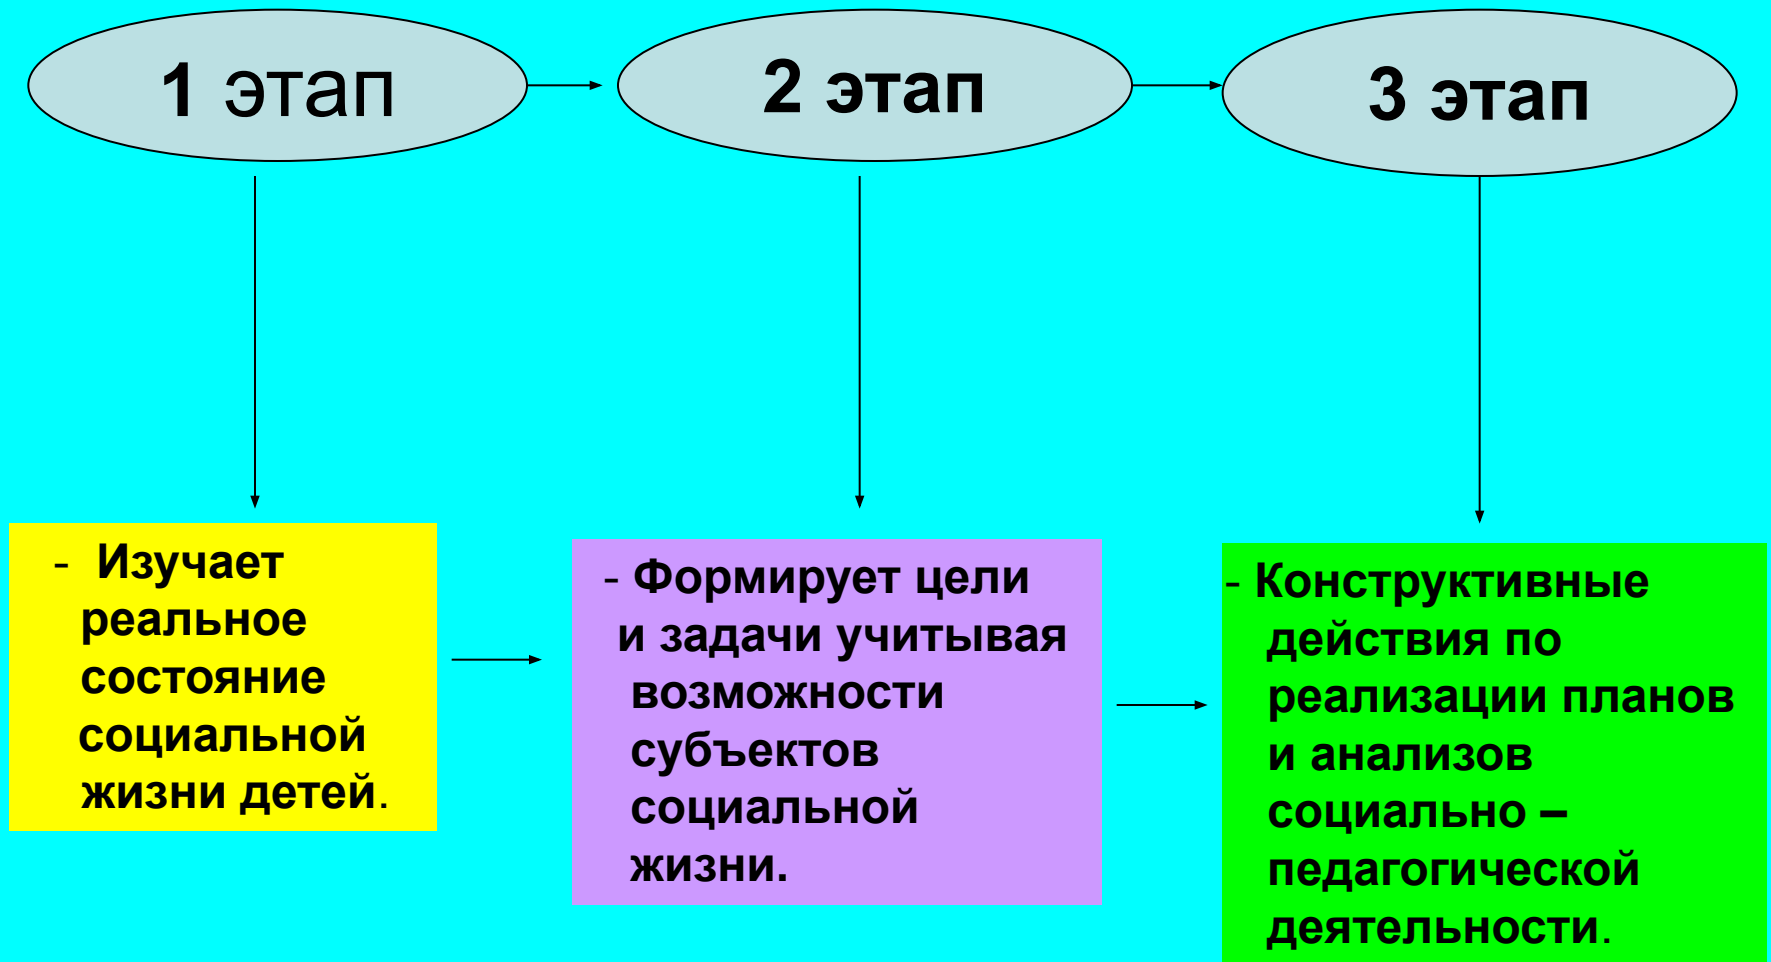 1 этап
2 этап
3 этап
- Изучает
реальное
состояние
социальной
жизни детей.
- Формирует цели
и задачи учитывая
возможности
субъектов
социальной
жизни.
- Конструктивные
действия по
реализации планов
и анализов
социально –
педагогической
деятельности.